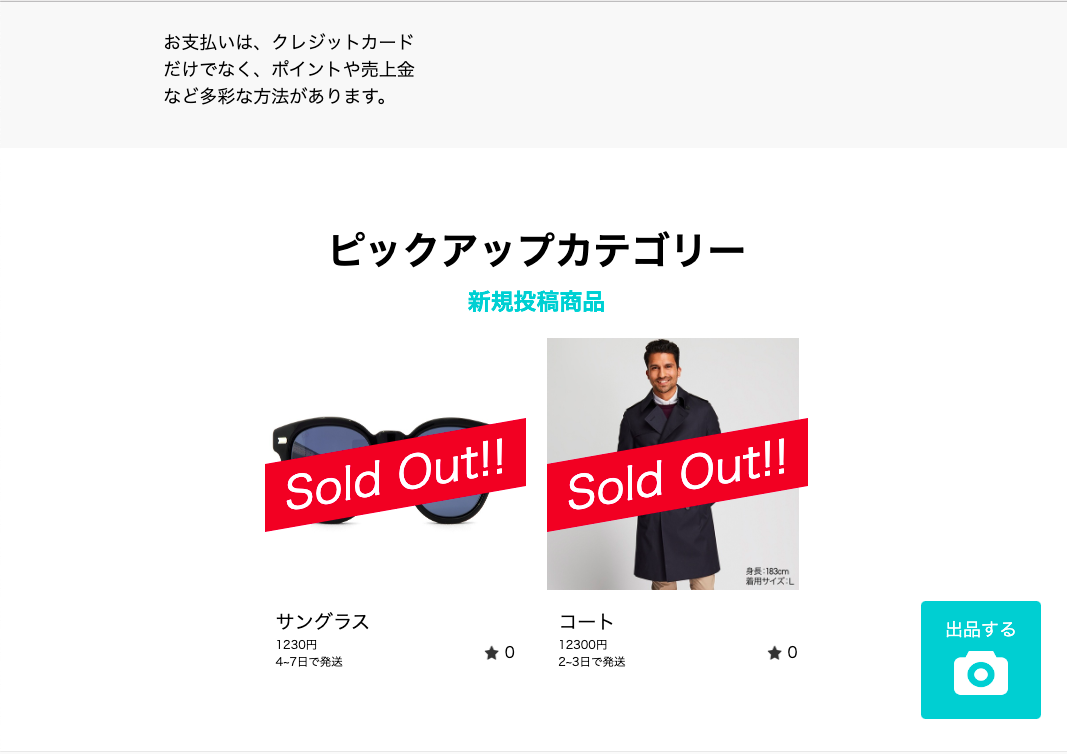 お支払いは、クレジットカード
だけでなく、ポイントや売上金
など多彩な方法があります。
ピックアップカテゴリー
新規投稿商品
Sold Out!!
Sold Out!!
身長:183cm
着用サイズ:L
サングラス
1230円
4~7日で発送
0
コート
12300円
2~3日で発送
0
出品する